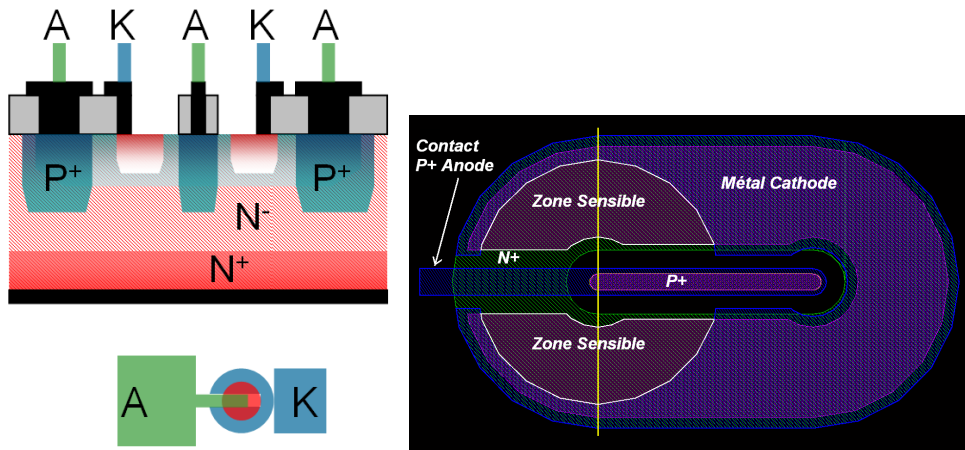 A K A K A
P+ P+
N-
N+
A K
Contact
P+ Anode
Métal Cathode
Zone Sensible
N+
P+
Zone Sensible